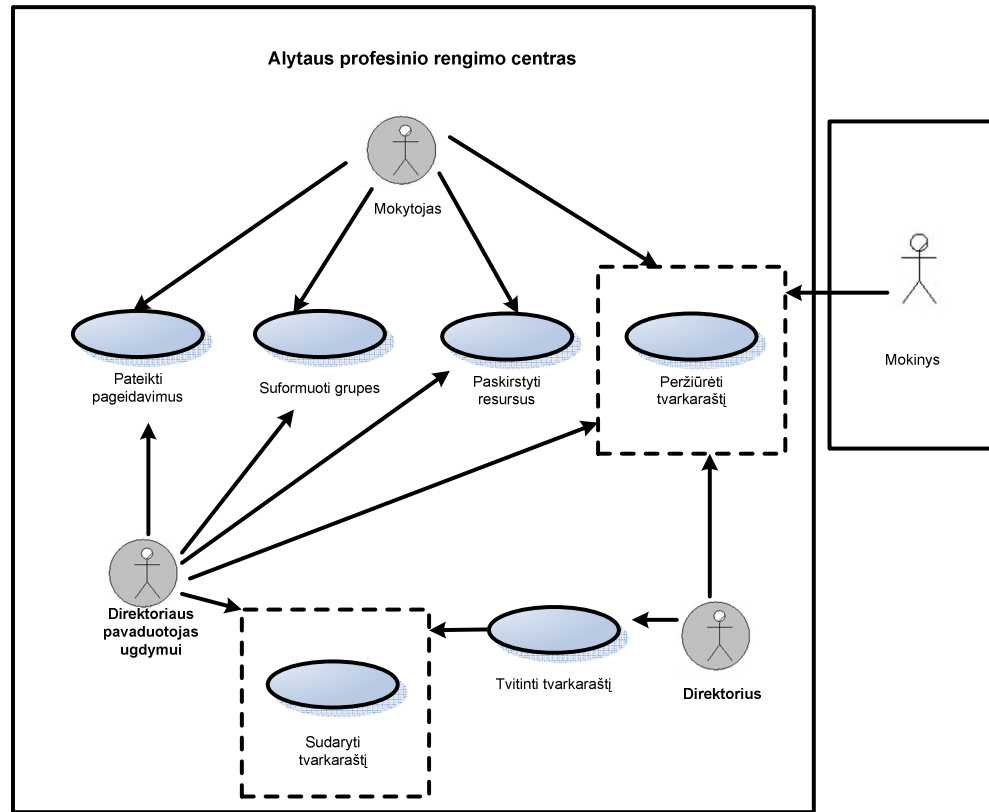 Alytaus profesinio rengimo centras
Mokytojas
Pateikti
pageidavimus
Suformuoti grupes
Paskirstyti
resursus
Peržiūrėti
tvarkaraštį
Mokinys
Direktoriaus
pavaduotojas
ugdymui
Tvitinti tvarkaraštį
Direktorius
Sudaryti
tvarkaraštį